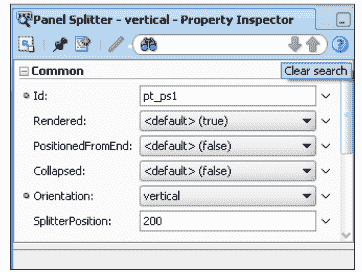 Panel Splitter - vertical - Property Inspector
Common
Clear search
Id: pt_ps1
Rendered: <default> (true)
PositionedFromEnd: <default> (false)
Collapsed: <default> (false)
Orientation: vertical
SplitterPosition: 200